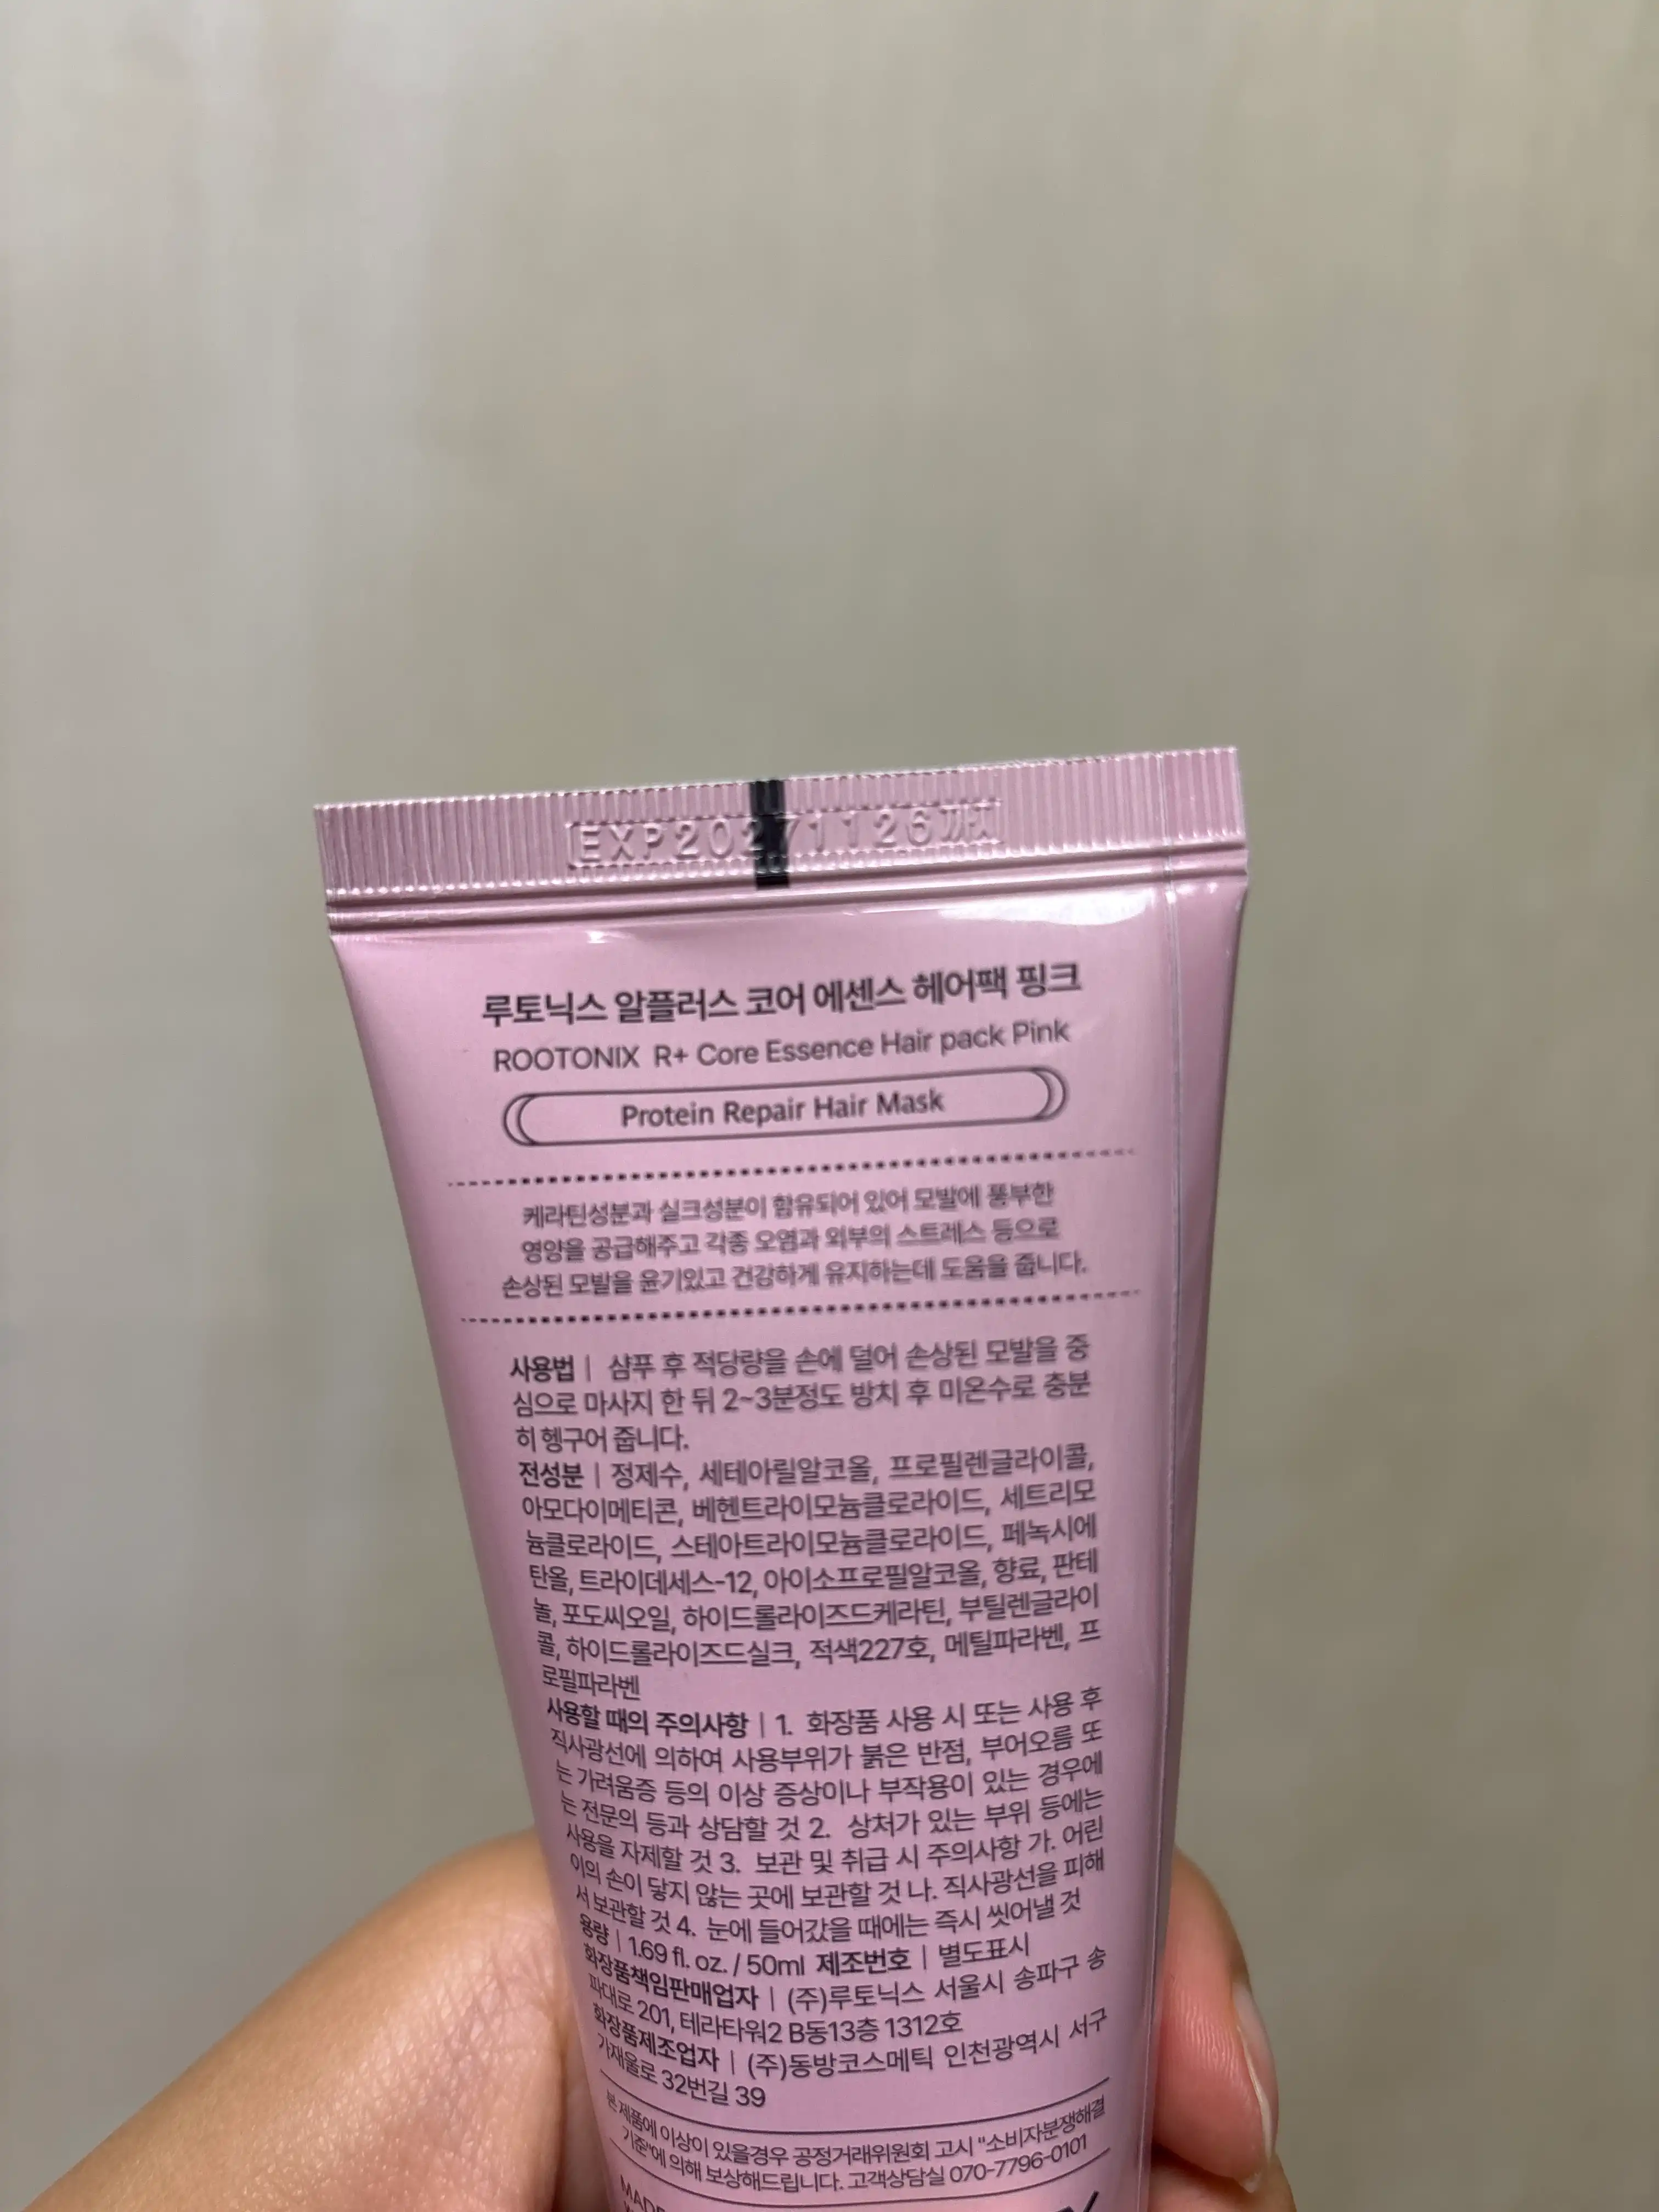 EXP20271126까지
루토닉스 알플러스 코어 에센스 헤어팩 핑크
ROOTONIX R+ Core Essence Hair pack Pink
Protein Repair Hair Mask
케라틴성분과 실크성분이 함유되어 있어 모발에 풍부한
영양을 공급해주고 각종 오염과 외부의 스트레스 등으로
손상된 모발을 윤기있고 건강하게 유지하는데 도움을 줍니다.
사용법 | 샴푸 후 적당량을 손에 덜어 손상된 모발을 중
심으로 마사지 한 뒤 2~3분정도 방치 후 미온수로 충분
히 헹구어 줍니다.
전성분 | 정제수, 세테아릴알코올, 프로필렌글라이콜,
아모다이메티콘, 베헨트라이모늄클로라이드, 세트리모
늄클로라이드, 스테아트라이모늄클로라이드, 페녹시에
탄올, 트라이데세스-12, 아이소프로필알코올, 향료, 판테
놀, 포도씨오일, 하이드롤라이즈드케라틴, 부틸렌글라이
콜, 하이드롤라이즈드실크, 적색227호, 메틸파라벤, 프
로필파라벤
사용할 때의 주의사항 | 1. 화장품 사용 시 또는 사용 후
직사광선에 의하여 사용부위가 붉은 반점, 부어오름 또
는 가려움증 등의 이상 증상이나 부작용이 있는 경우에
는 전문의 등과 상담할 것 2. 상처가 있는 부위 등에는
사용을 자제할 것 3. 보관 및 취급 시 주의사항 가. 어린
이의 손이 닿지 않는 곳에 보관할 것 나. 직사광선을 피해
서 보관할 것 4. 눈에 들어갔을 때에는 즉시 씻어낼 것
용량 | 1.69 fl. oz. / 50ml 제조번호 | 별도표시
화장품책임판매업자 | (주)루토닉스 서울시 송파구 송
파대로 201, 테라타워2 B동13층 1312호
화장품제조업자 | (주)동방코스메틱 인천광역시 서구
가재울로 32번길 39
본 제품에 이상이 있을경우 공정거래위원회 고시 "소비자분쟁해결
기준"에 의해 보상해드립니다. 고객상담실 070-7796-0101